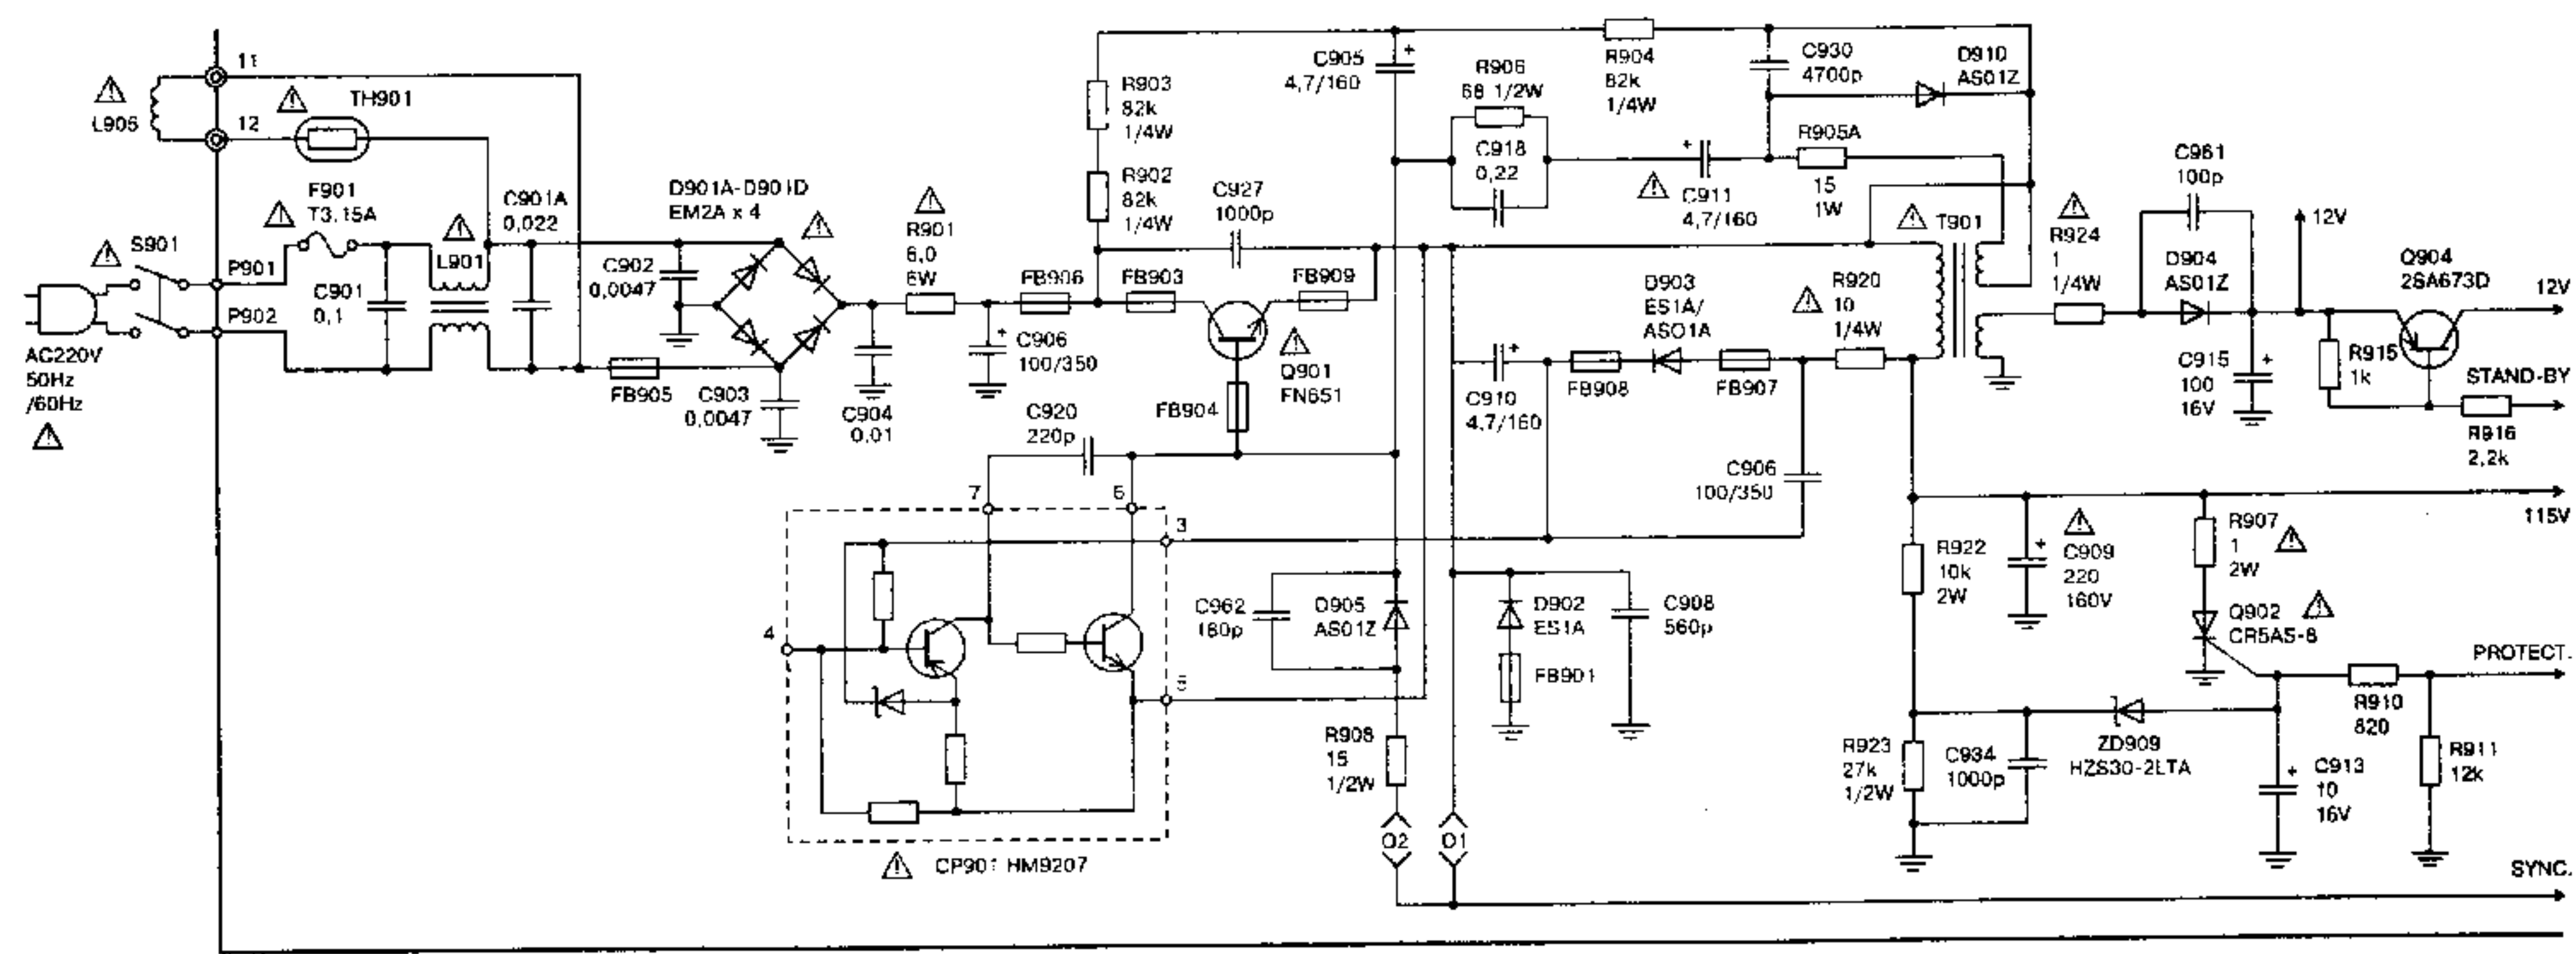 11
L905
12
TH901
F901
T3.15A
S901
P901
P902
C901
0,1
L901
C901A
0,022
AC220V
50Hz
/60Hz
D901A-D901D
EM2A x 4
C902
0,0047
FB905
C903
0,0047
C904
0,01
R901
6,0
6W
C906
100/350
FB906
FB903
FB909
R903
82k
1/4W
R902
82k
1/4W
C927
1000p
Q901
FN651
FB904
C920
220p
C905
4,7/160
R906
68 1/2W
C918
0,22
R904
82k
1/4W
C930
4700p
D910
AS01Z
R905A
15
1W
C911
4,7/160
T901
D903
ES1A/
ASO1A
R920
10
1/4W
C910
4,7/160
FB908
FB907
C906
100/350
R924
1
1/4W
C961
100p
D904
AS01Z
12V
Q904
2SA673D
12V
C915
100
16V
R915
1k
STAND-BY
R916
2,2k
115V
7
6
3
4
5
CP901 HM9207
C962
180p
D905
AS01Z
D902
ES1A
C908
560p
FB901
R908
15
1/2W
O2
O1
R922
10k
2W
C909
220
160V
R907
1
2W
Q902
CR5AS-8
PROTECT.
R923
27k
1/2W
C934
1000p
ZD909
HZS30-2LTA
R910
820
C913
10
16V
R911
12k
SYNC.